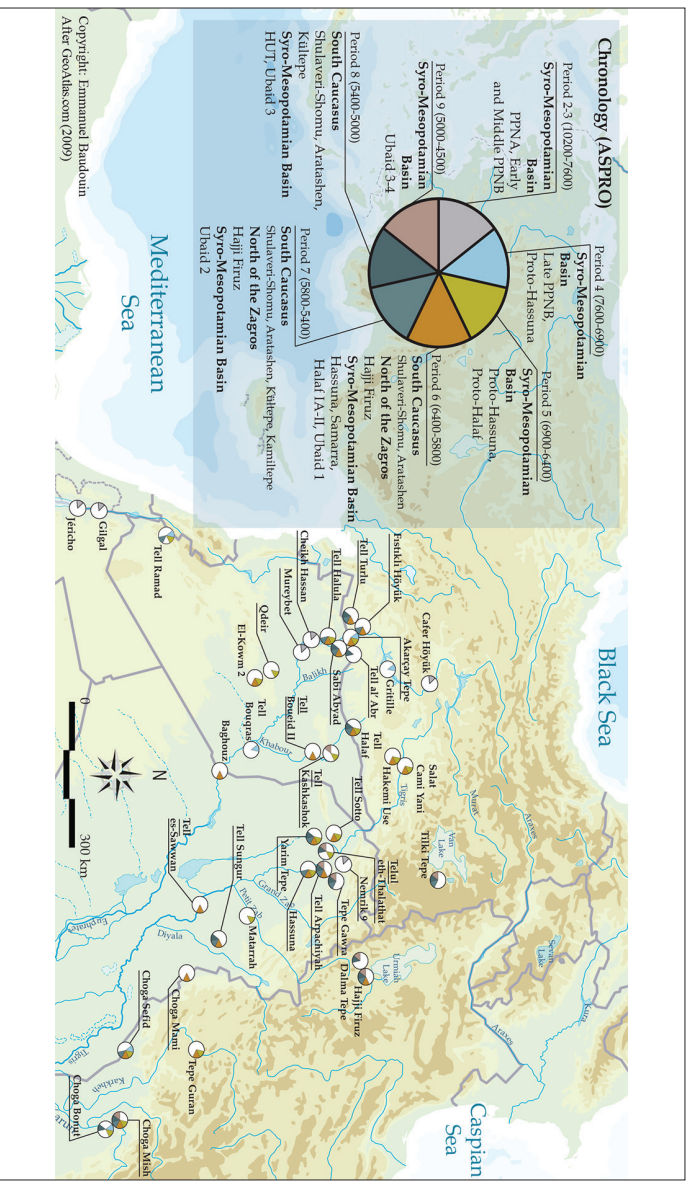 Chronology (ASPRO)
Period 2-3 (10200-7600)
Syro-Mesopotamian
Basin
PPNA, Early
and Middle PPNB
Period 4 (7600-6900)
Syro-Mesopotamian
Basin
Late PPNB,
Proto-Hassuna
Period 5 (6900-6400)
Syro-Mesopotamian
Basin
Proto-Hassuna,
Proto-Halaf
Period 6 (6400-5800)
South Caucasus
Shulaveri-Shomu, Aratashen
North of the Zagros
Hajji Firuz
Syro-Mesopotamian Basin
Hassuna, Samarra,
Halaf IA-II, Ubaid 1
Period 7 (5800-5400)
South Caucasus
Shulaveri-Shomu, Aratashen, Kültepe, Kamiltepe
North of the Zagros
Hajji Firuz
Syro-Mesopotamian Basin
Ubaid 2
Period 8 (5400-5000)
South Caucasus
Shulaveri-Shomu, Aratashen,
Kültepe
Syro-Mesopotamian Basin
HUT, Ubaid 3
Period 9 (5000-4500)
Syro-Mesopotamian
Basin
Ubaid 3-4
Copyright: Emmanuel Baudouin
After GeoAtlas.com (2009)
Black Sea
Caspian
Sea
Mediterranean
Sea
Kura
Sevan
Lake
Araxes
Araxes
Murat
Van
Lake
Urmiah
Lake
Tigris
Balikh
Khabour
Grand Zab
Petit Zab
Diyala
Euphrates
Tigris
Karkheh
Cafer Höyük
Salat
Cami Yani
Tilki Tepe
Fıstıklı Höyük
Akarçay Tepe
Gritille
Hakemi Use
Tell Turlu
Tell al' Abr
Tell
Halaf
Tell Sotto
Telul
eth-Thalathat
Nemrik 9
Tepe Gawra
Hajji Firuz
Dalma Tepe
Tell Halula
Sabi Abyad
Cheikh Hassan
Mureybet
Tell
Boueid II
Tell
Kashkashok
Yarim Tepe
Hassuna
Tell Arpachiyah
Qdeir
El-Kowm 2
Tell
Bouqras
Baghouz
Tell Sungur
Matarrah
Tell
es-Sawwan
Choga Mami
Tepe Guran
Choga Sefid
Choga Bonut
Choga Mish
Tell Ramad
Gilgal
Jéricho
N
0
300 km